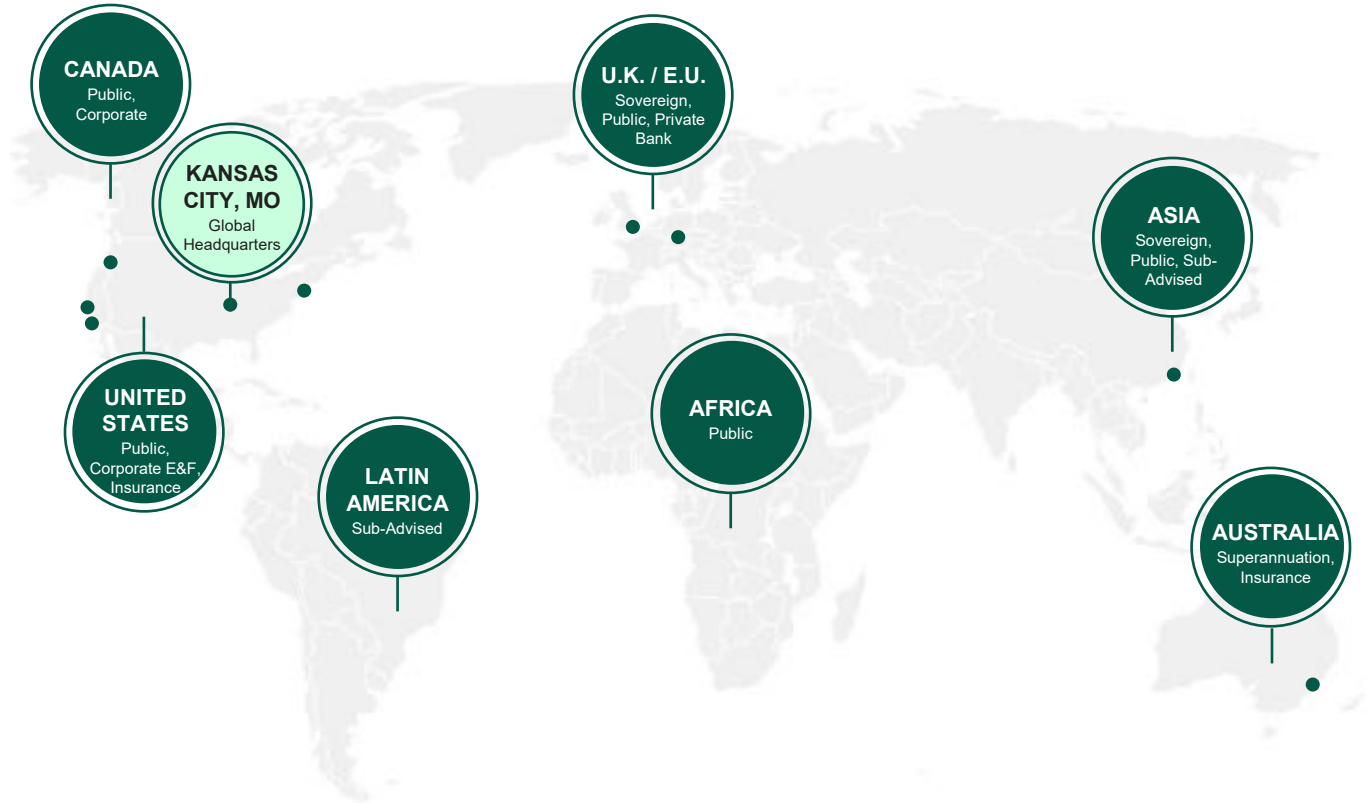 CANADA
Public,
Corporate
KANSAS
CITY, MO
Global
Headquarters
U.K. / E.U.
Sovereign,
Public, Private
Bank
ASIA
Sovereign,
Public, Sub-
Advised
UNITED
STATES
Public,
Corporate E&F,
Insurance
LATIN
AMERICA
Sub-Advised
AFRICA
Public
AUSTRALIA
Superannuation,
Insurance